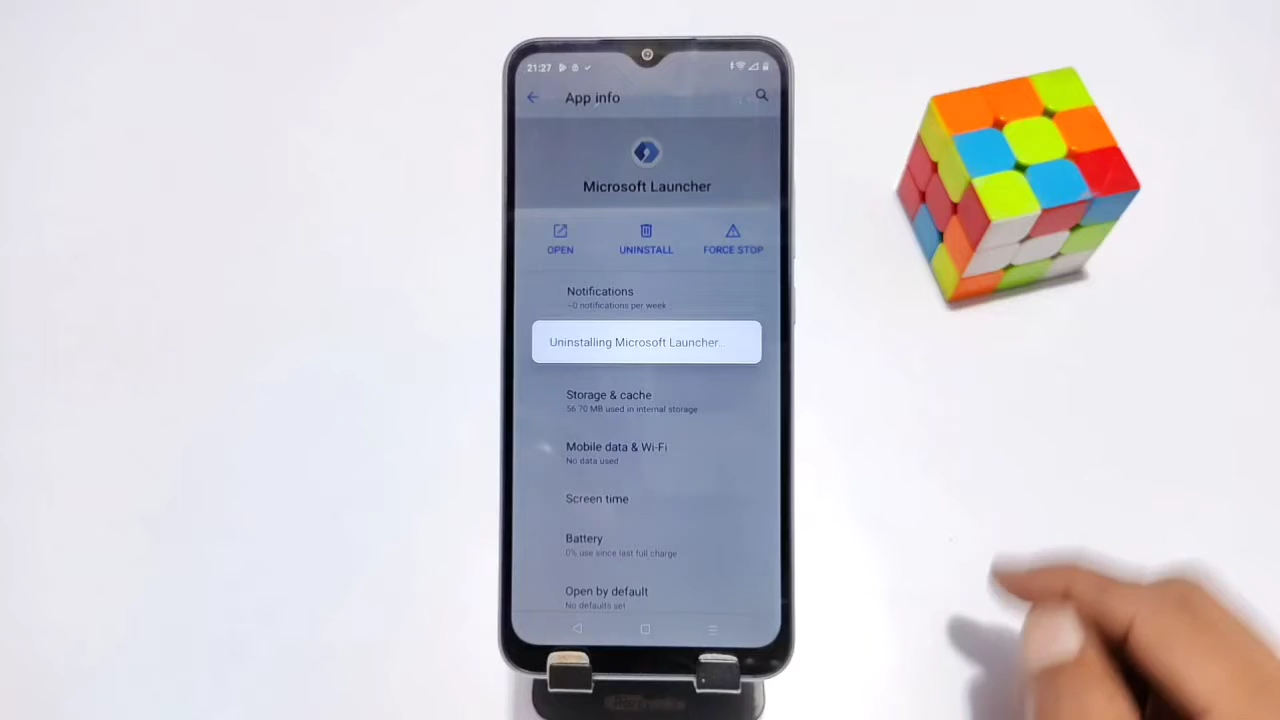 21:27
App info
Microsoft Launcher
OPEN
UNINSTALL
FORCE STOP
Notifications
~0 notifications per week
Uninstalling Microsoft Launcher..
Storage & cache
56.70 MB used in internal storage
Mobile data & Wi-Fi
No data used
Screen time
Battery
0% use since last full charge
Open by default
No defaults set